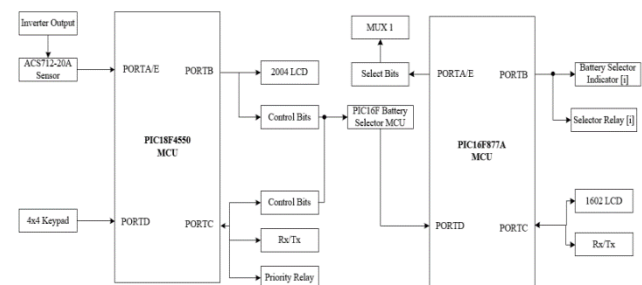 Inverter Output
ACS712-20A
Sensor
4x4 Keypad
PORTA/E
PORTB
PIC18F4550
MCU
PORTD
PORTC
2004 LCD
Control Bits
Control Bits
Rx/Tx
Priority Relay
PIC16F Battery
Selector MCU
MUX 1
Select Bits
PORTA/E
PORTB
PIC16F877A
MCU
PORTD
PORTC
Battery Selector
Indicator [i]
Selector Relay [i]
1602 LCD
Rx/Tx